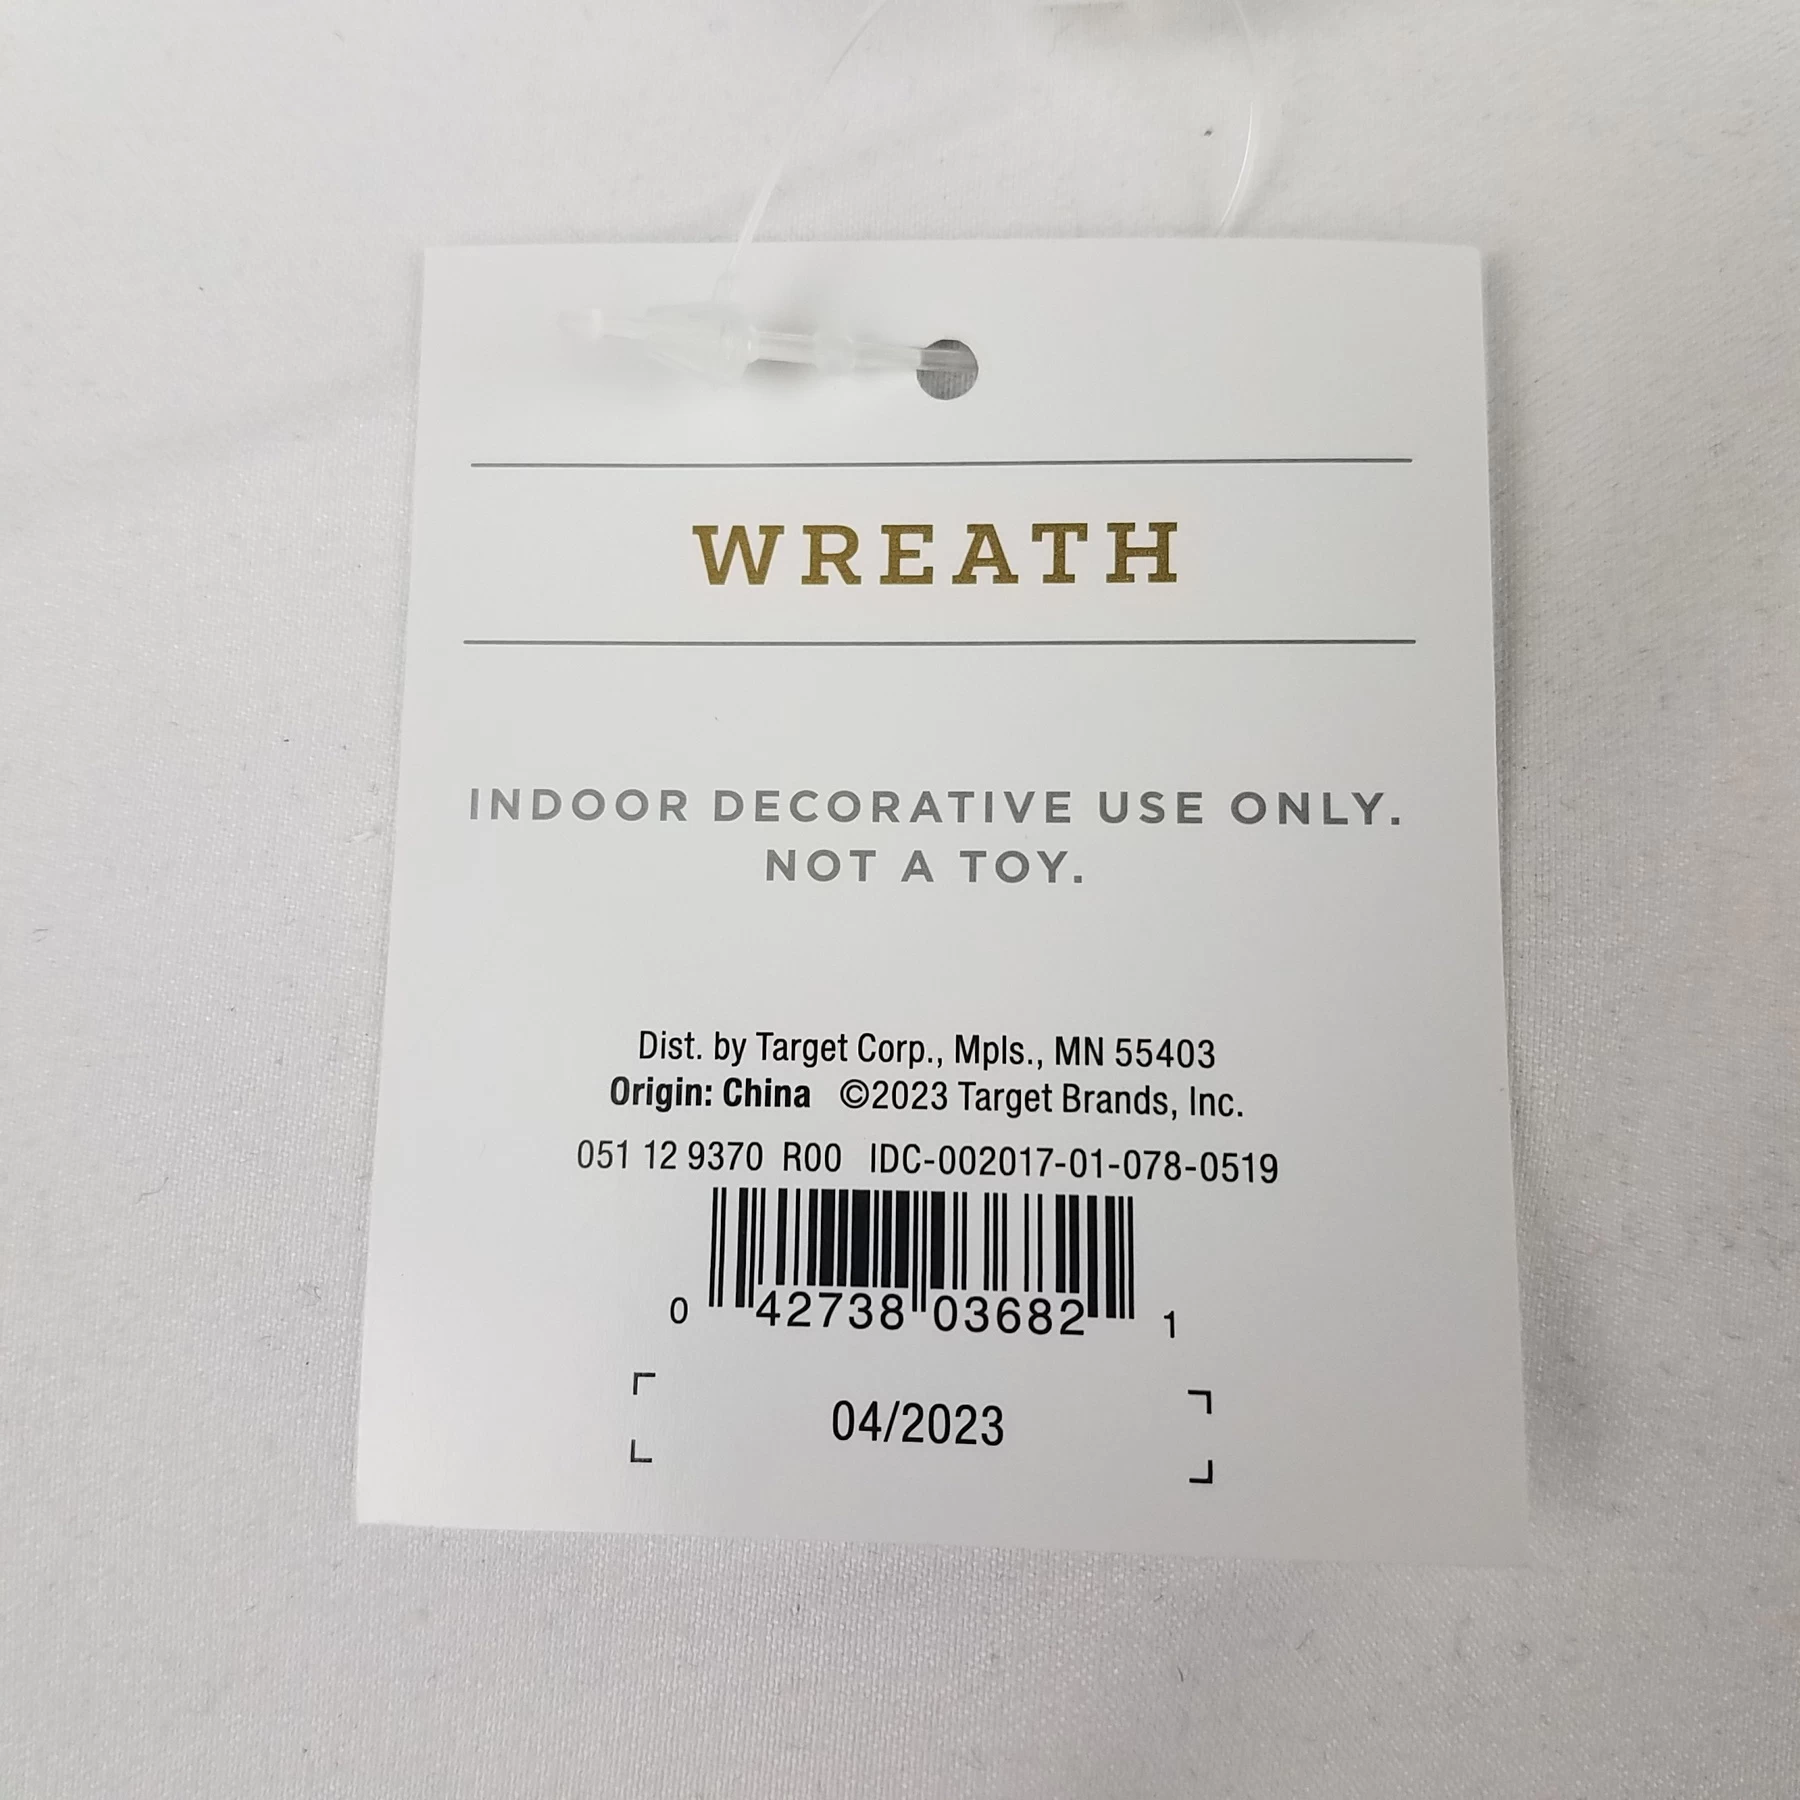 WREATH
INDOOR DECORATIVE USE ONLY.
NOT A TOY.
Dist. by Target Corp., Mpls., MN 55403
Origin: China ©2023 Target Brands, Inc.
051 12 9370 R00 IDC-002017-01-078-0519
0 42738 03682 1
04/2023